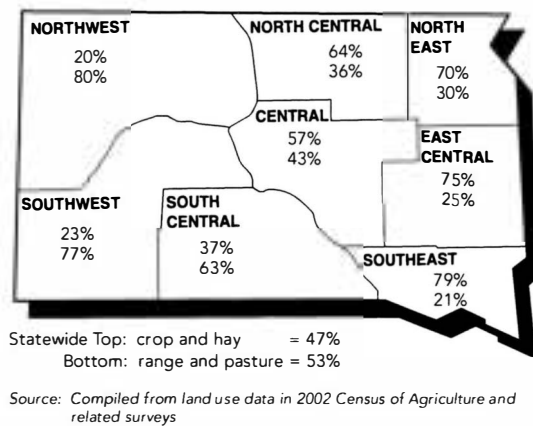 NORTHWEST
20%
80%
NORTH CENTRAL
64%
36%
NORTH
EAST
70%
30%
CENTRAL
57%
43%
EAST
CENTRAL
75%
25%
SOUTHWEST
23%
77%
SOUTH
CENTRAL
37%
63%
SOUTHEAST
79%
21%
Statewide Top: crop and hay = 47%
Bottom: range and pasture = 53%
Source: Compiled from land use data in 2002 Census of Agriculture and
related surveys